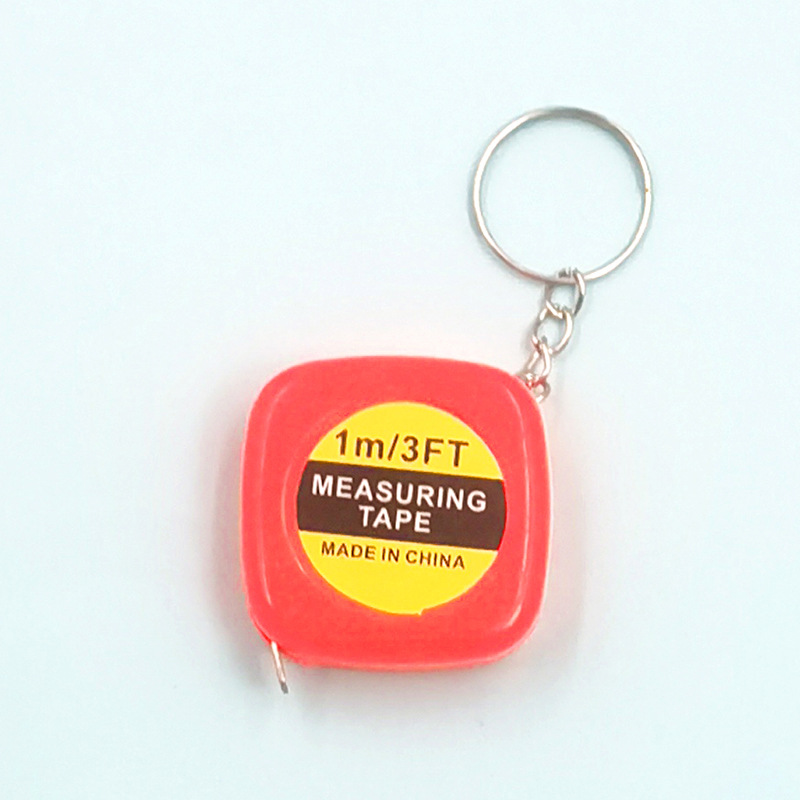 1m/3FT
MEASURING
TAPE
MADE IN CHINA